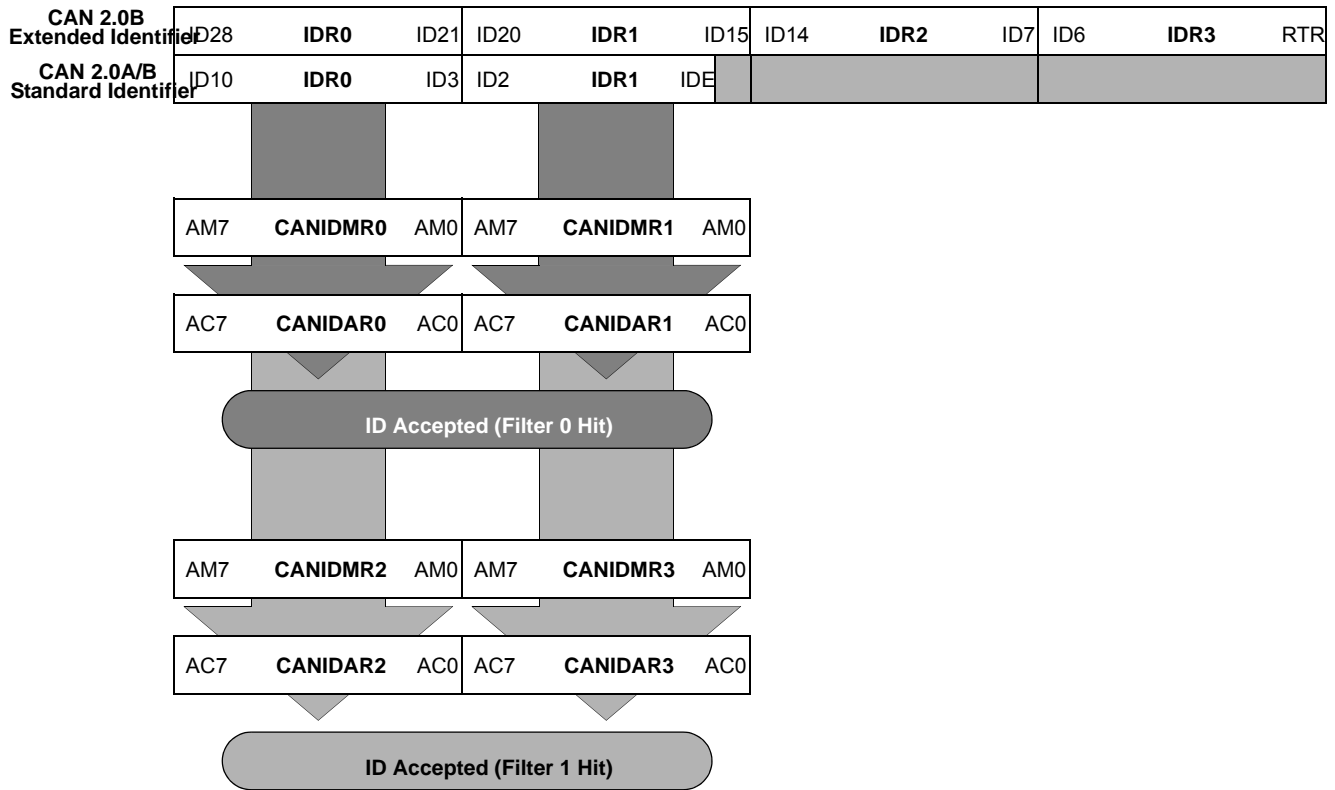 CAN 2.0B
Extended Identifier
ID28 IDR0 ID21 ID20 IDR1 ID15 ID14 IDR2 ID7 ID6 IDR3 RTR
CAN 2.0A/B
Standard Identifier
ID10 IDR0 ID3 ID2 IDR1 IDE
AM7 CANIDMR0 AM0 AM7 CANIDMR1 AM0
AC7 CANIDAR0 AC0 AC7 CANIDAR1 AC0
ID Accepted (Filter 0 Hit)
AM7 CANIDMR2 AM0 AM7 CANIDMR3 AM0
AC7 CANIDAR2 AC0 AC7 CANIDAR3 AC0
ID Accepted (Filter 1 Hit)